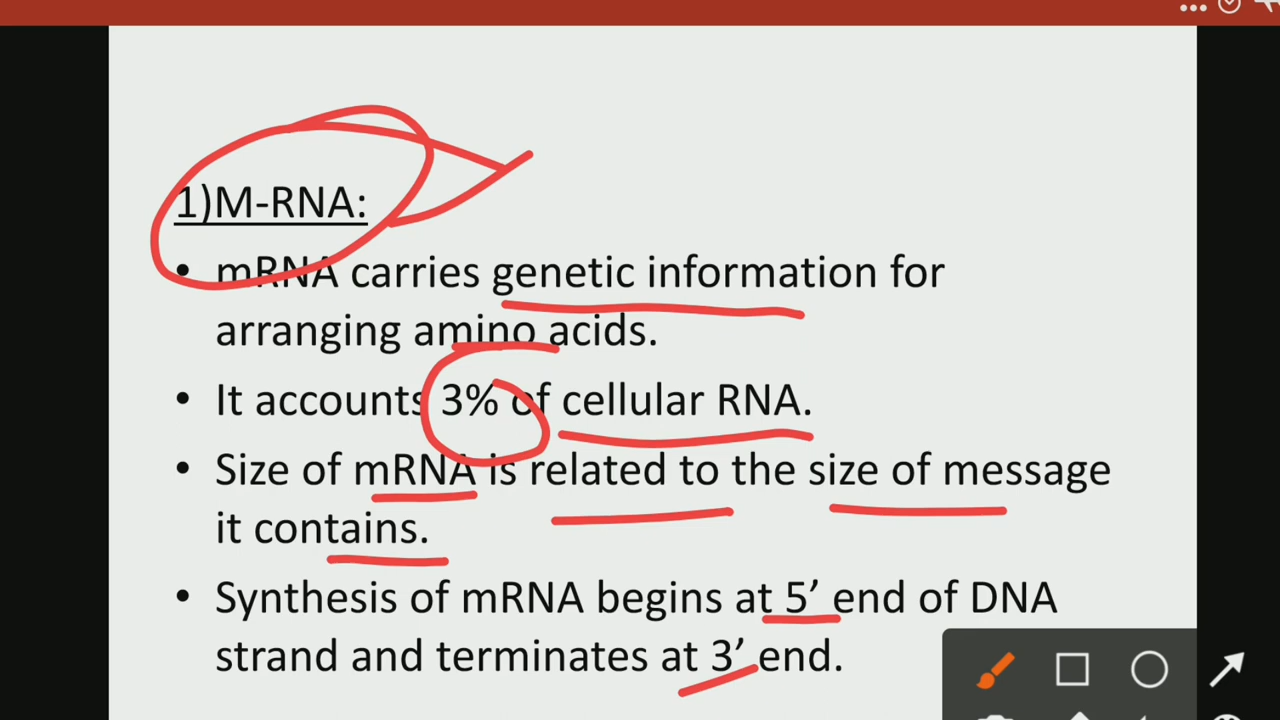 1)M-RNA:
• mRNA carries genetic information for
arranging amino acids.
• It accounts 3% of cellular RNA.
• Size of mRNA is related to the size of message
it contains.
• Synthesis of mRNA begins at 5’ end of DNA
strand and terminates at 3’ end.